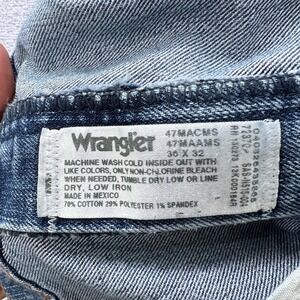 Wrangler
47MACMS
47MAAMS
36 X 32
MACHINE WASH COLD INSIDE OUT WITH
LIKE COLORS, ONLY NON-CHLORINE BLEACH
WHEN NEEDED, TUMBLE DRY LOW OR LINE
DRY, LOW IRON
MADE IN MEXICO
70% COTTON 29% POLYESTER 1% SPANDEX